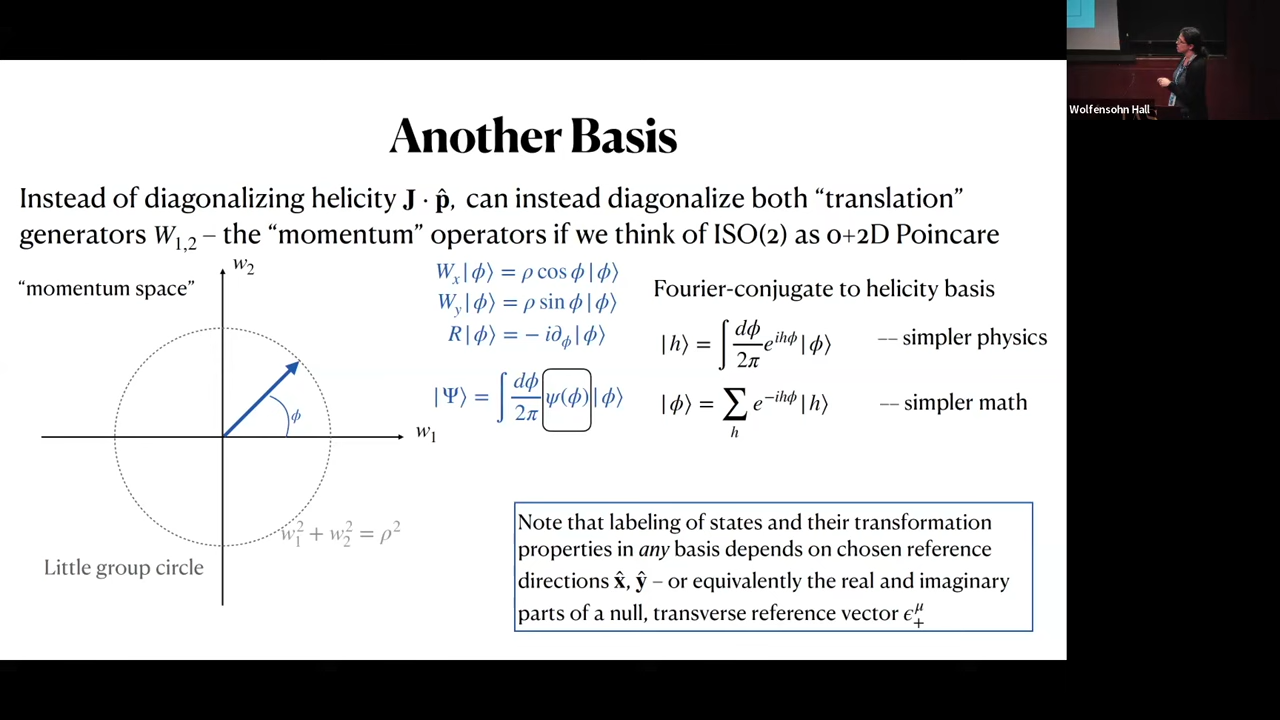 Another Basis
Instead of diagonalizing helicity J · p̂, can instead diagonalize both “translation”
generators W₁,₂ – the “momentum” operators if we think of ISO(2) as 0+2D Poincare
“momentum space”
w₂
w₁
ϕ
w₁² + w₂² = ρ²
Little group circle
Wₓ|ϕ⟩ = ρ cos ϕ|ϕ⟩
W_y|ϕ⟩ = ρ sin ϕ|ϕ⟩
R|ϕ⟩ = − i∂_ϕ|ϕ⟩
|Ψ⟩ = ∫ dϕ/2π ψ(ϕ)|ϕ⟩
Fourier-conjugate to helicity basis
|h⟩ = ∫ dϕ/2π e^{ihϕ}|ϕ⟩ –– simpler physics
|ϕ⟩ = ∑_h e^{−ihϕ}|h⟩ –– simpler math
Note that labeling of states and their transformation
properties in any basis depends on chosen reference
directions x̂, ŷ – or equivalently the real and imaginary
parts of a null, transverse reference vector ϵ₊^μ
Wolfensohn Hall